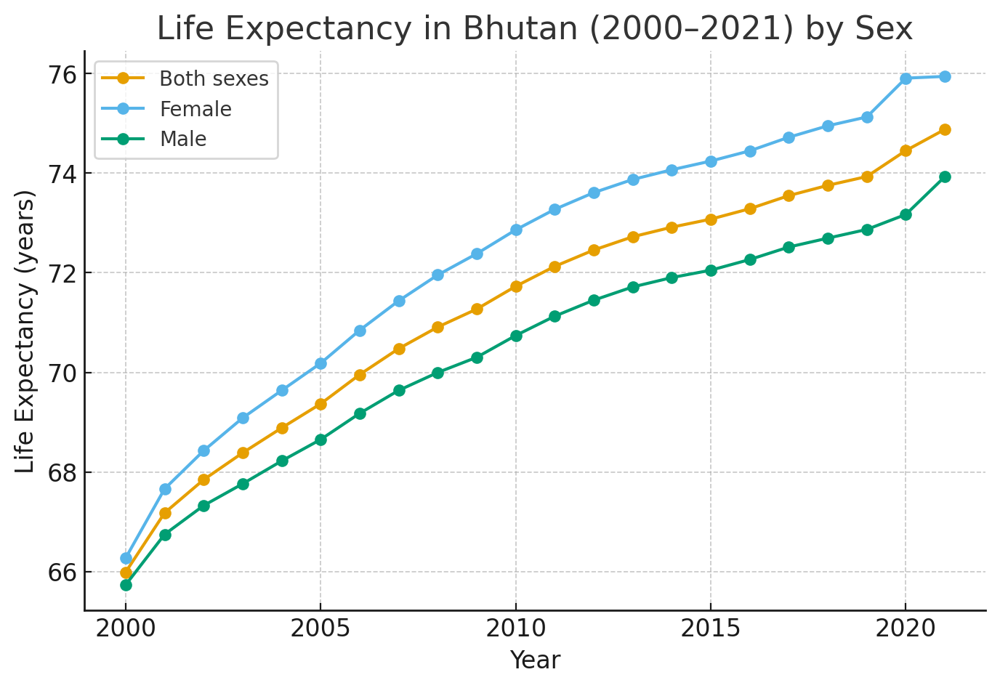 Life Expectancy in Bhutan (2000–2021) by Sex
Both sexes
Female
Male
76
74
72
70
68
66
Life Expectancy (years)
2000 2005 2010 2015 2020
Year